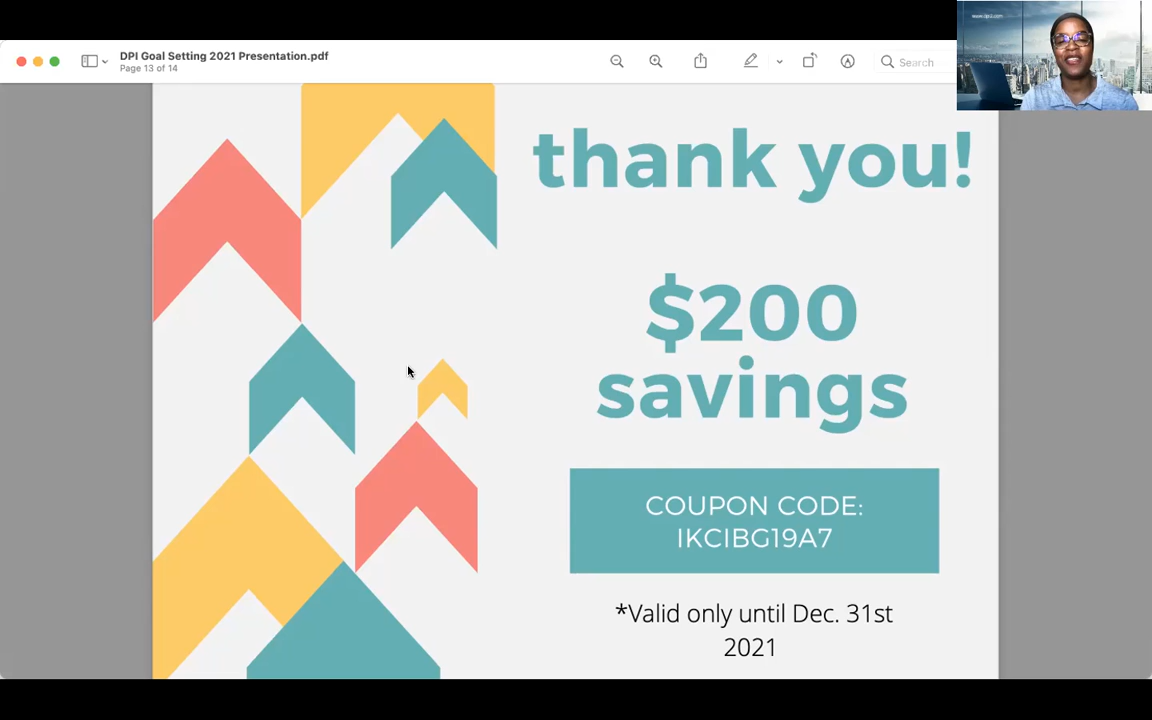 DPI Goal Setting 2021 Presentation.pdf
Page 13 of 14
Search
thank you!
$200
savings
COUPON CODE:
IKCIBG19A7
*Valid only until Dec. 31st
2021